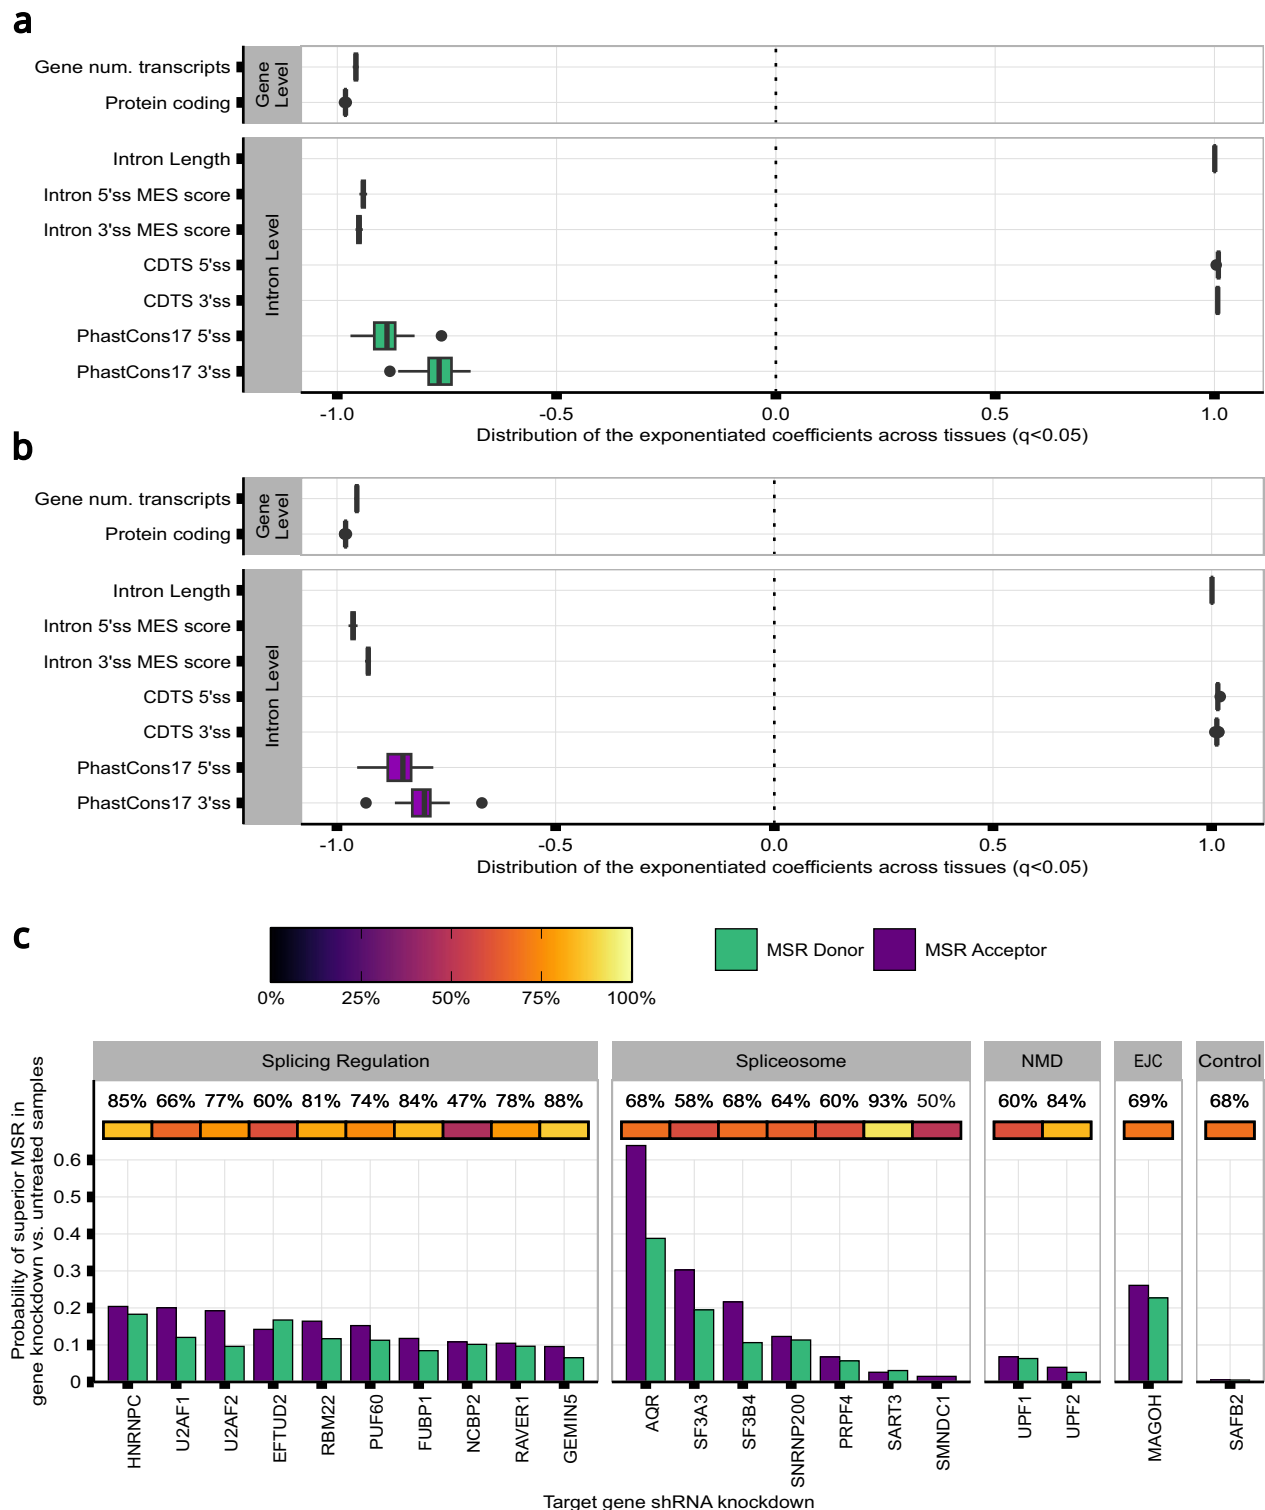 a
Gene num. transcripts
Protein coding
Gene
Level
Intron Length
Intron 5'ss MES score
Intron 3'ss MES score
CDTS 5'ss
CDTS 3'ss
PhastCons17 5'ss
PhastCons17 3'ss
Intron Level
-1.0 -0.5 0.0 0.5 1.0
Distribution of the exponentiated coefficients across tissues (q<0.05)
b
Gene num. transcripts
Protein coding
Gene
Level
Intron Length
Intron 5'ss MES score
Intron 3'ss MES score
CDTS 5'ss
CDTS 3'ss
PhastCons17 5'ss
PhastCons17 3'ss
Intron Level
-1.0 -0.5 0.0 0.5 1.0
Distribution of the exponentiated coefficients across tissues (q<0.05)
c
0% 25% 50% 75% 100%
MSR Donor MSR Acceptor
Splicing Regulation Spliceosome NMD EJC Control
85% 66% 77% 60% 81% 74% 84% 47% 78% 88% 68% 58% 68% 64% 60% 93% 50% 60% 84% 69% 68%
Probability of superior MSR in
gene knockdown vs. untreated samples
0.6
0.5
0.4
0.3
0.2
0.1
0
HNRNPC U2AF1 U2AF2 EFTUD2 RBM22 PUF60 FUBP1 NCBP2 RAVER1 GEMIN5 AQR SF3A3 SF3B4 SNRNP200 PRPF4 SART3 SMNDC1 UPF1 UPF2 MAGOH SAFB2
Target gene shRNA knockdown